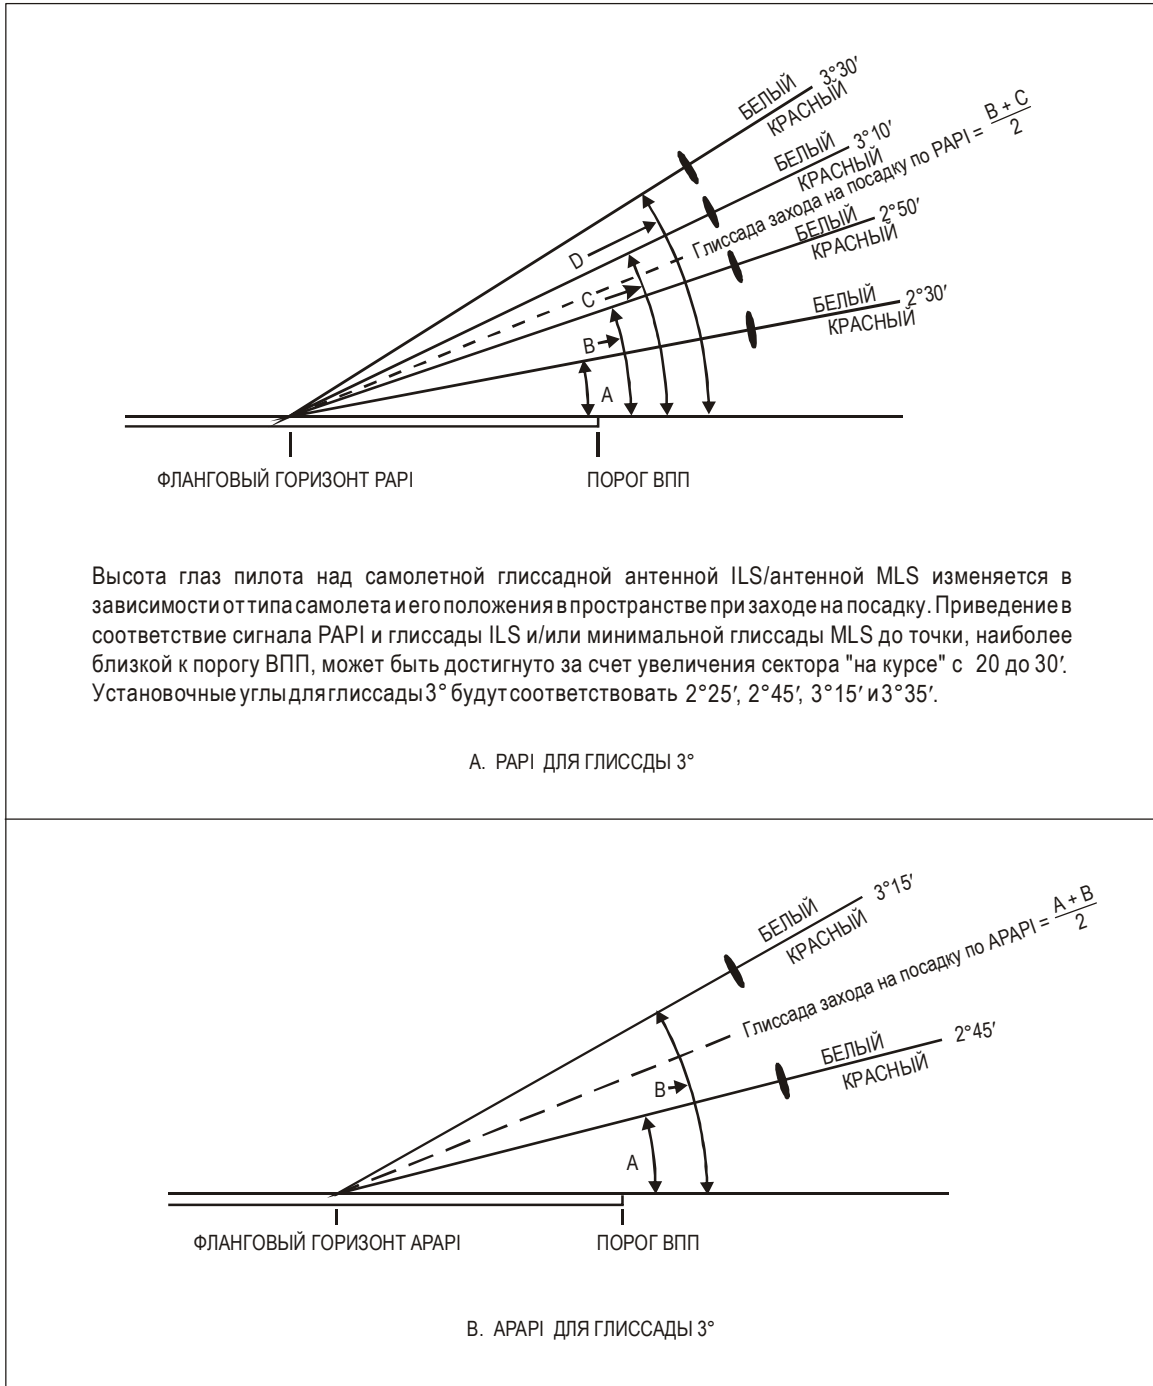 БЕЛЫЙ 3°30′
КРАСНЫЙ
БЕЛЫЙ 3°10′
КРАСНЫЙ
Глиссада захода на посадку по PAPI = B + C
2
БЕЛЫЙ 2°50′
КРАСНЫЙ
БЕЛЫЙ 2°30′
КРАСНЫЙ
D
C
B
A
ФЛАНГОВЫЙ ГОРИЗОНТ PAPI
ПОРОГ ВПП
Высота глаз пилота над самолетной глиссадной антенной ILS/антенной MLS изменяется в
зависимости от типа самолета и его положения в пространстве при заходе на посадку. Приведение в
соответствие сигнала PAPI и глиссады ILS и/или минимальной глиссады MLS до точки, наиболее
близкой к порогу ВПП, может быть достигнуто за счет увеличения сектора "на курсе" с 20 до 30′.
Установочные углы для глиссады 3° будут соответствовать 2°25′, 2°45′, 3°15′ и 3°35′.
A. PAPI ДЛЯ ГЛИССДЫ 3°
БЕЛЫЙ 3°15′
КРАСНЫЙ
Глиссада захода на посадку по APAPI = A + B
2
БЕЛЫЙ 2°45′
КРАСНЫЙ
B
A
ФЛАНГОВЫЙ ГОРИЗОНТ APAPI
ПОРОГ ВПП
B. APAPI ДЛЯ ГЛИССАДЫ 3°